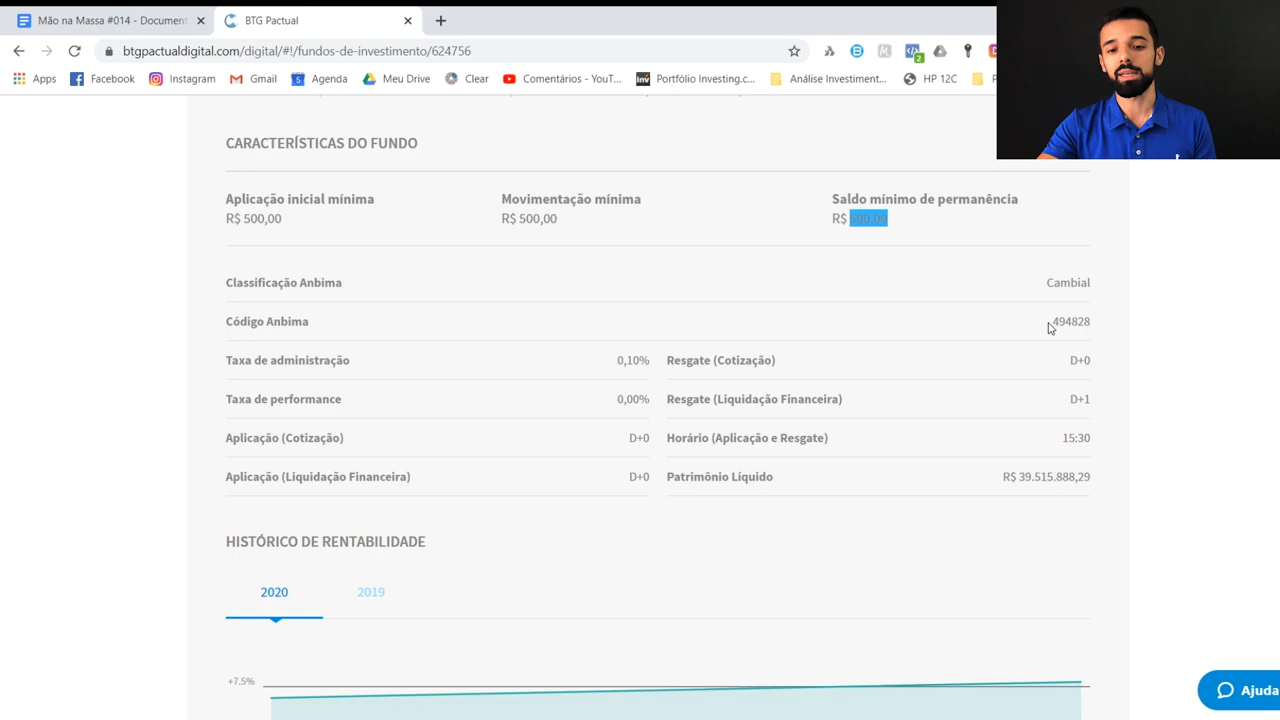 Mão na Massa #014 - Document
BTG Pactual
btgpactualdigital.com/digital/#!/fundos-de-investimento/624756
2
Apps
Facebook
Instagram
Gmail
Agenda
Meu Drive
Clear
Comentários - YouT...
Portfólio Investing.c...
Análise Investiment...
HP 12C
CARACTERÍSTICAS DO FUNDO
Aplicação inicial mínima Movimentação mínima Saldo mínimo de permanência
R$ 500,00 R$ 500,00 R$ 500,00
Classificação Anbima Cambial
Código Anbima 494828
Taxa de administração 0,10% Resgate (Cotização) D+0
Taxa de performance 0,00% Resgate (Liquidação Financeira) D+1
Aplicação (Cotização) D+0 Horário (Aplicação e Resgate) 15:30
Aplicação (Liquidação Financeira) D+0 Patrimônio Líquido R$ 39.515.888,29
HISTÓRICO DE RENTABILIDADE
2020 2019
+7.5%
Ajuda